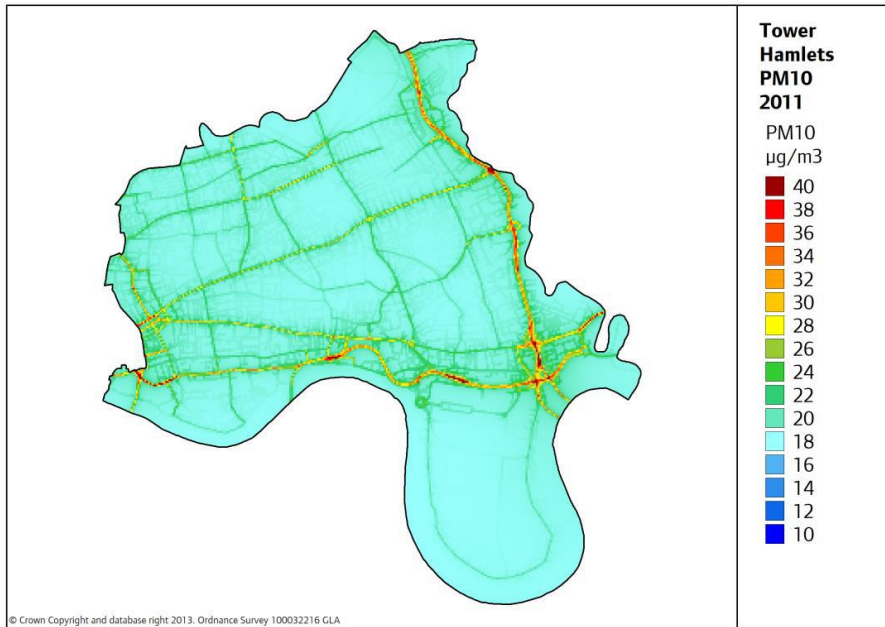 Tower
Hamlets
PM10
2011
PM10
µg/m3
40
38
36
34
32
30
28
26
24
22
20
18
16
14
12
10
© Crown Copyright and database right 2013. Ordnance Survey 100032216 GLA